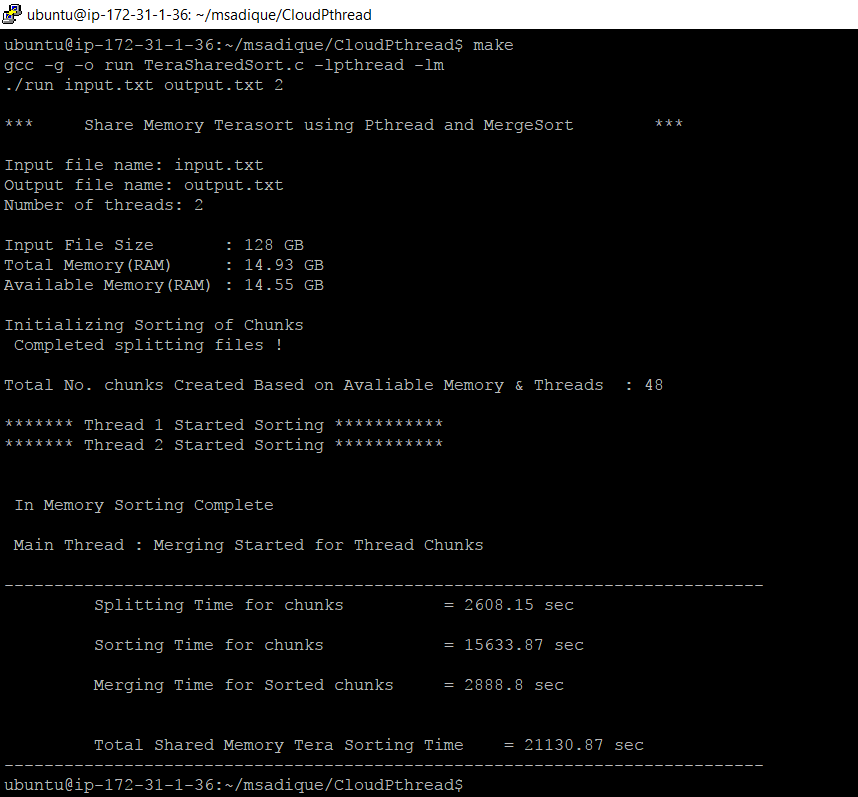 ubuntu@ip-172-31-1-36: ~/msadique/CloudPthread
ubuntu@ip-172-31-1-36:~/msadique/CloudPthread$ make
gcc -g -o run TeraSharedSort.c -lpthread -lm
./run input.txt output.txt 2
***     Share Memory Terasort using Pthread and MergeSort        ***
Input file name: input.txt
Output file name: output.txt
Number of threads: 2
Input File Size       : 128 GB
Total Memory(RAM)     : 14.93 GB
Available Memory(RAM) : 14.55 GB
Initializing Sorting of Chunks
Completed splitting files !
Total No. chunks Created Based on Avaliable Memory & Threads  : 48
******* Thread 1 Started Sorting ***********
******* Thread 2 Started Sorting ***********
In Memory Sorting Complete
Main Thread : Merging Started for Thread Chunks
----------------------------------------------------------------------------
Splitting Time for chunks          = 2608.15 sec
Sorting Time for chunks            = 15633.87 sec
Merging Time for Sorted chunks     = 2888.8 sec
Total Shared Memory Tera Sorting Time    = 21130.87 sec
----------------------------------------------------------------------------
ubuntu@ip-172-31-1-36:~/msadique/CloudPthread$